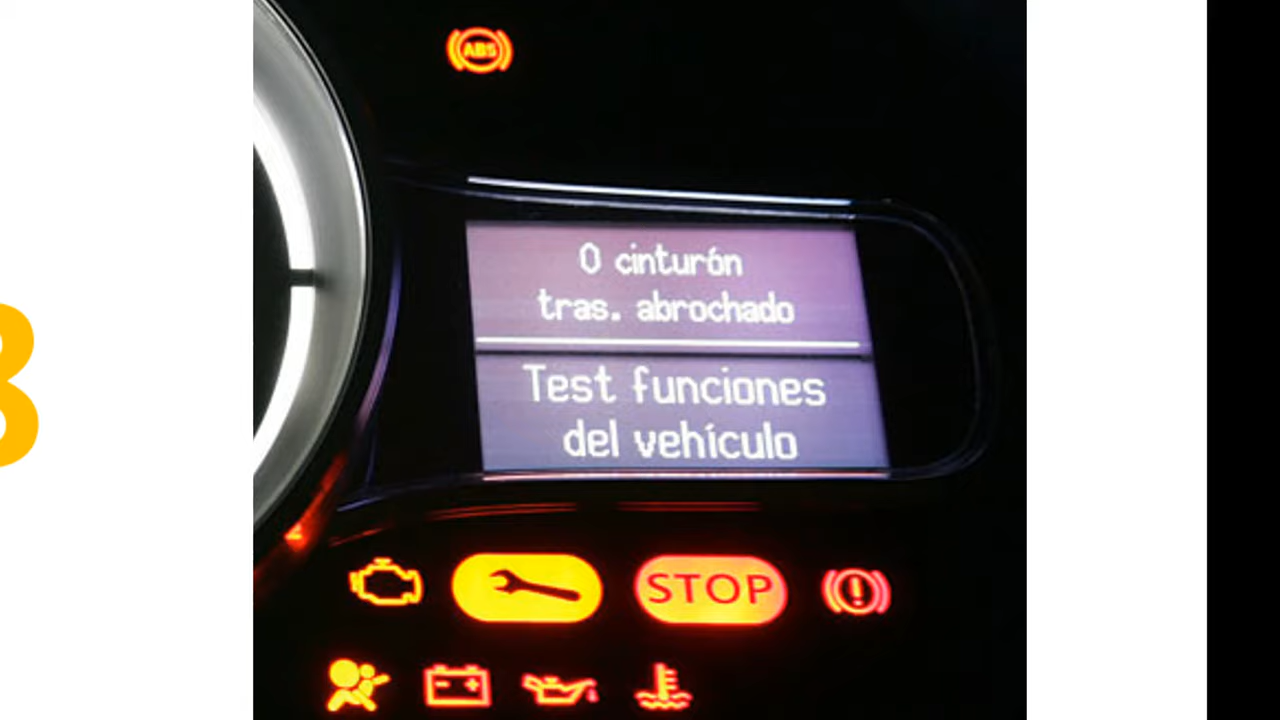 ABS
0 cinturón
tras. abrochado
Test funciones
del vehículo
STOP